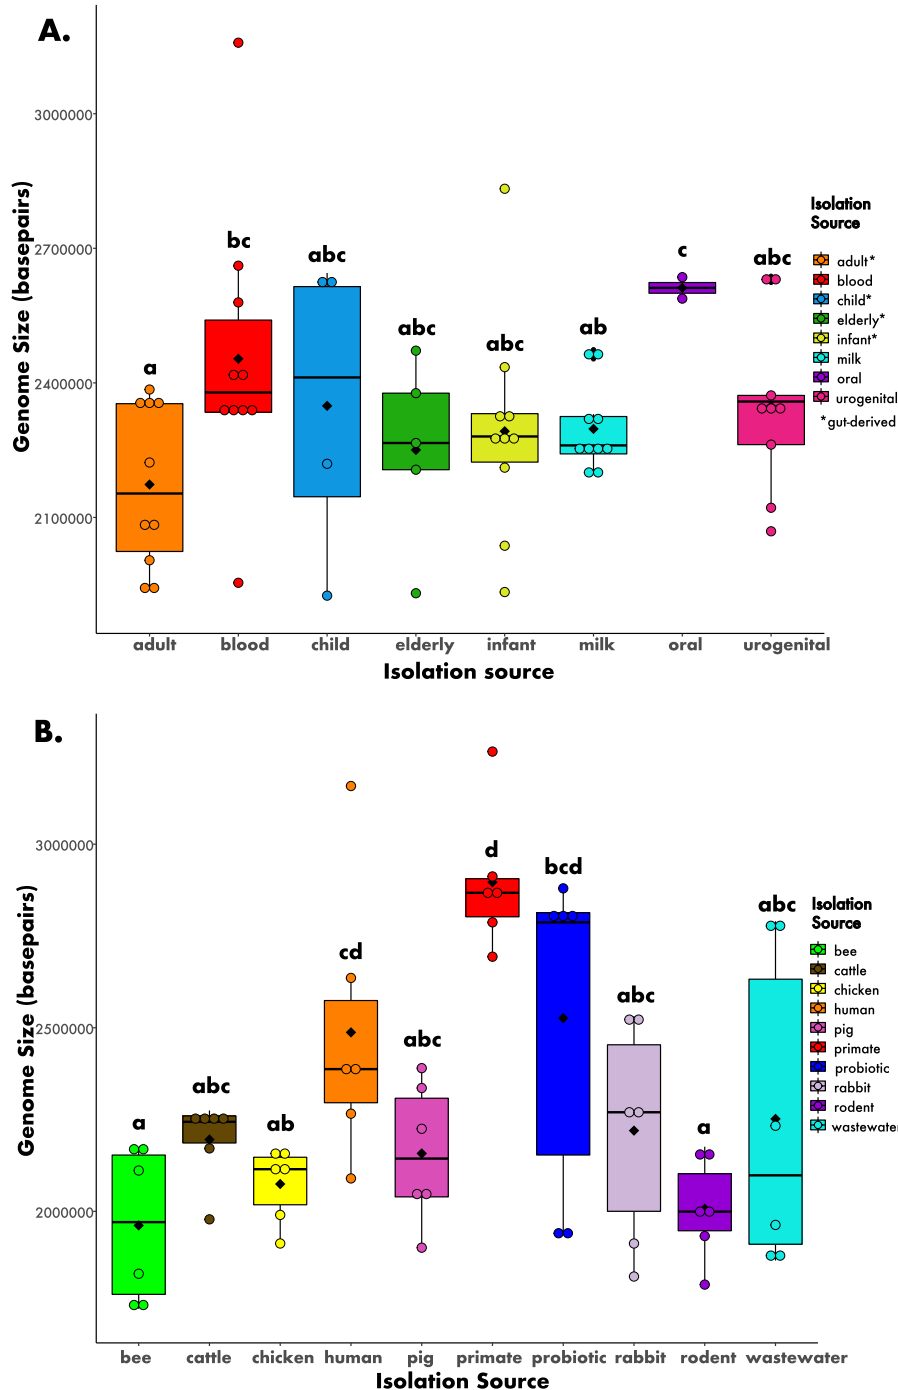 A.
Genome Size (basepairs)
3000000
2700000
2400000
2100000
a
bc
abc
abc
abc
ab
c
abc
Isolation
Source
adult*
blood
child*
elderly*
infant*
milk
oral
urogenital
*gut-derived
adult blood child elderly infant milk oral urogenital
Isolation source
B.
Genome Size (basepairs)
3000000
2500000
2000000
a
abc
ab
cd
abc
d
bcd
abc
a
abc
Isolation
Source
bee
cattle
chicken
human
pig
primate
probiotic
rabbit
rodent
wastewater
bee cattle chicken human pig primate probiotic rabbit rodent wastewater
Isolation Source